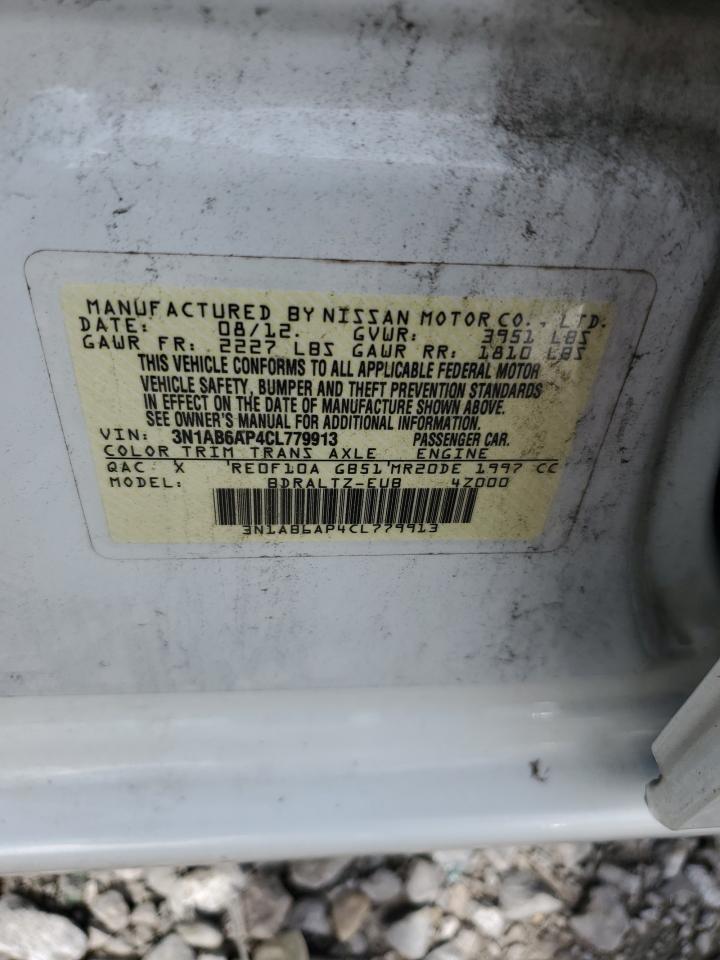 MANUFACTURED BY NISSAN MOTOR CO., LTD.
DATE: 08/12. GVWR: 3951 LBS
GAWR FR: 2227 LBS GAWR RR: 1810 LBS
THIS VEHICLE CONFORMS TO ALL APPLICABLE FEDERAL MOTOR
VEHICLE SAFETY, BUMPER AND THEFT PREVENTION STANDARDS
IN EFFECT ON THE DATE OF MANUFACTURE SHOWN ABOVE.
SEE OWNER'S MANUAL FOR ADDITIONAL INFORMATION.
VIN: 3N1AB6AP4CL779913 PASSENGER CAR.
COLOR TRIM TRANS AXLE ENGINE
QAC X 'RE0F10A GB51'MR20DE 1997 CC
MODEL: BDRALTZ-EUB 4Z000
3N1AB6AP4CL779913